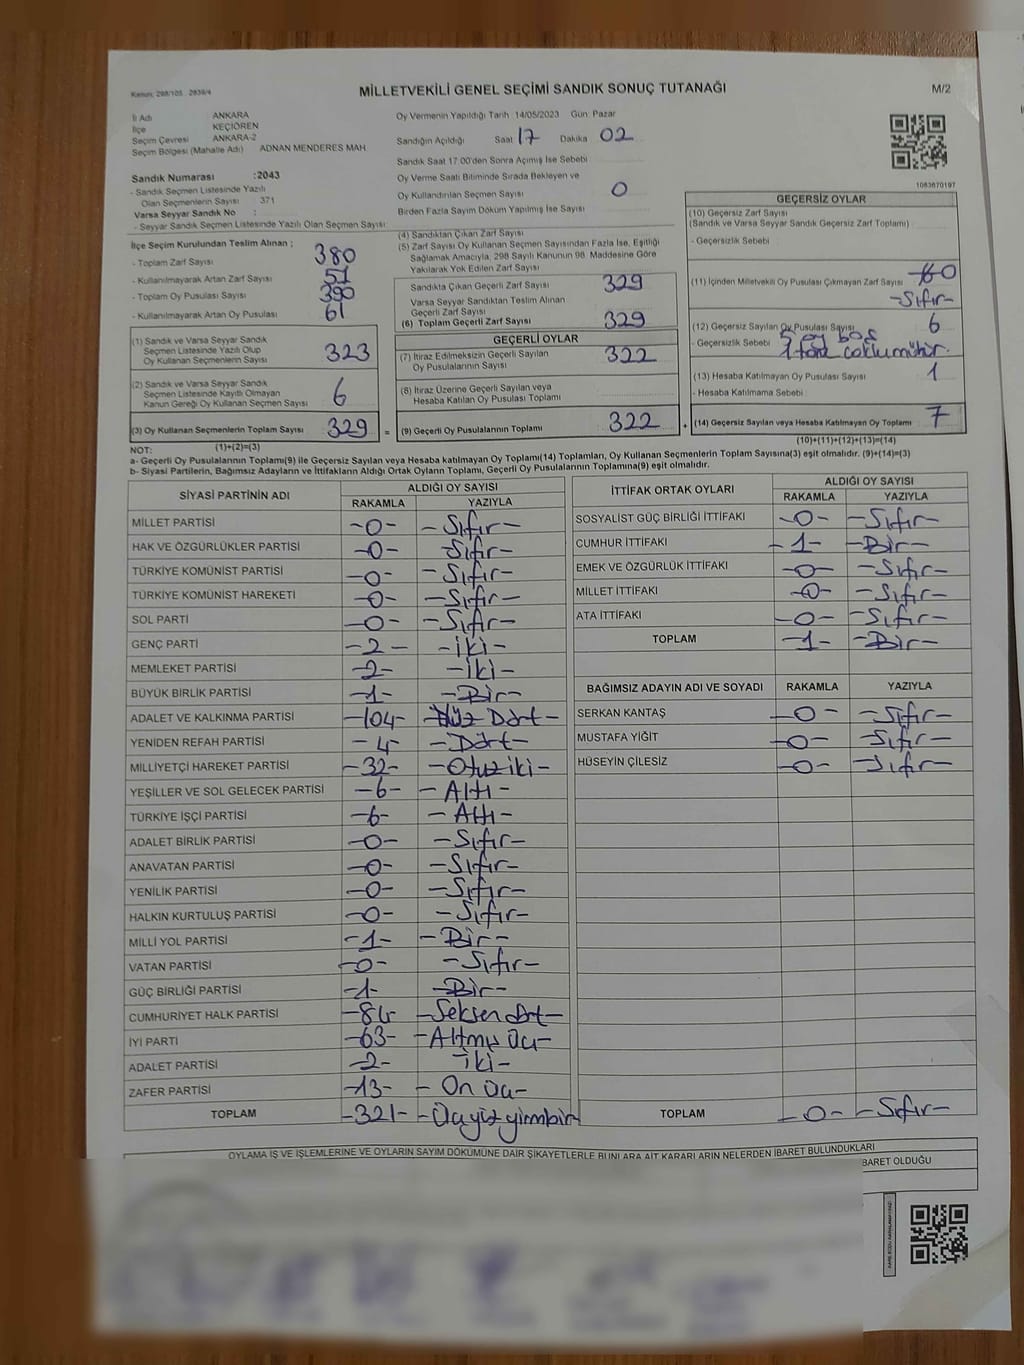 Kanun: 298/105 2839/4
MİLLETVEKİLİ GENEL SEÇİMİ SANDIK SONUÇ TUTANAĞI
M/2
İl Adı ANKARA
İlçe KEÇİÖREN
Seçim Çevresi ANKARA-2
Seçim Bölgesi (Mahalle Adı) ADNAN MENDERES MAH.
Sandık Numarası :2043
- Sandık Seçmen Listesinde Yazılı
Olan Seçmenlerin Sayısı 371
Varsa Seyyar Sandık No :
- Seyyar Sandık Seçmen Listesinde Yazılı Olan Seçmen Sayısı:
Oy Vermenin Yapıldığı Tarih 14/05/2023 Gün: Pazar
Sandığın Açıldığı Saat 17 Dakika 02
Sandık Saat 17:00'den Sonra Açmış İse Sebebi
Oy Verme Saati Bitiminde Sırada Bekleyen ve
Oy Kullandırılan Seçmen Sayısı 0
Birden Fazla Sayım Döküm Yapılmış İse Sayısı
1083670197
İlçe Seçim Kurulundan Teslim Alınan ;
- Toplam Zarf Sayısı 380
- Kullanılmayarak Artan Zarf Sayısı 51
- Toplam Oy Pusulası Sayısı 390
- Kullanılmayarak Artan Oy Pusulası 61
(1) Sandık ve Varsa Seyyar Sandık
Seçmen Listesinde Yazılı Olup
Oy Kullanan Seçmenlerin Sayısı 323
(2) Sandık ve Varsa Seyyar Sandık
Seçmen Listesinde Kayıtlı Olmayan
Kanun Gereği Oy Kullanan Seçmen Sayısı 6
(3) Oy Kullanan Seçmenlerin Toplam Sayısı 329 =
(4) Sandıktan Çıkan Zarf Sayısı
(5) Zarf Sayısı Oy Kullanan Seçmen Sayısından Fazla İse, Eşitliği
Sağlamak Amacıyla, 298 Sayılı Kanunun 98. Maddesine Göre
Yakılarak Yok Edilen Zarf Sayısı
Sandıkta Çıkan Geçerli Zarf Sayısı 329
Varsa Seyyar Sandıktan Teslim Alınan
Geçerli Zarf Sayısı
(6) Toplam Geçerli Zarf Sayısı 329
GEÇERLİ OYLAR
(7) İtiraz Edilmeksizin Geçerli Sayılan
Oy Pusulalarının Sayısı 322
(8) İtiraz Üzerine Geçerli Sayılan veya
Hesaba Katılan Oy Pusulası Toplamı
(9) Geçerli Oy Pusulalarının Toplamı 322 +
GEÇERSİZ OYLAR
(10) Geçersiz Zarf Sayısı
(Sandık ve Varsa Seyyar Sandık Geçersiz Zarf Toplamı)
- Geçersizlik Sebebi :
(11) İçinden Milletvekili Oy Pusulası Çıkmayan Zarf Sayısı 0
-Sıfır-
(12) Geçersiz Sayılan Oy Pusulası Sayısı 6
- Geçersizlik Sebebi : 5 oy boş
1 tane çoklu mühür.
(13) Hesaba Katılmayan Oy Pusulası Sayısı 1
- Hesaba Katılmama Sebebi :
(14) Geçersiz Sayılan veya Hesaba Katılmayan Oy Toplamı 7
NOT: (1)+(2)=(3)
(10)+(11)+(12)+(13)=(14)
a- Geçerli Oy Pusulalarının Toplamı(9) ile Geçersiz Sayılan veya Hesaba katılmayan Oy Toplamı(14) Toplamları, Oy Kullanan Seçmenlerin Toplam Sayısına(3) eşit olmalıdır. (9)+(14)=(3)
b- Siyasi Partilerin, Bağımsız Adayların ve İttifakların Aldığı Ortak Oyların Toplamı, Geçerli Oy Pusulalarının Toplamına(9) eşit olmalıdır.
SİYASİ PARTİNİN ADI ALDIĞI OY SAYISI
RAKAMLA YAZIYLA
MİLLET PARTİSİ -0- -Sıfır-
HAK VE ÖZGÜRLÜKLER PARTİSİ -0- -Sıfır-
TÜRKİYE KOMÜNİST PARTİSİ -0- -Sıfır-
TÜRKİYE KOMÜNİST HAREKETİ -0- -Sıfır-
SOL PARTİ -0- -Sıfır-
GENÇ PARTİ -2- -İki-
MEMLEKET PARTİSİ -2- -İki-
BÜYÜK BİRLİK PARTİSİ -1- -Bir-
ADALET VE KALKINMA PARTİSİ -104- -Yüz Dört-
YENİDEN REFAH PARTİSİ -4- -Dört-
MİLLİYETÇİ HAREKET PARTİSİ -32- -Otuziki-
YEŞİLLER VE SOL GELECEK PARTİSİ -6- -Altı-
TÜRKİYE İŞÇİ PARTİSİ -6- -Altı-
ADALET BİRLİK PARTİSİ -0- -Sıfır-
ANAVATAN PARTİSİ -0- -Sıfır-
YENİLİK PARTİSİ -0- -Sıfır-
HALKIN KURTULUŞ PARTİSİ -0- -Sıfır-
MİLLİ YOL PARTİSİ -1- -Bir-
VATAN PARTİSİ -0- -Sıfır-
GÜÇ BİRLİĞİ PARTİSİ -1- -Bir-
CUMHURİYET HALK PARTİSİ -84- -Seksen dört-
İYİ PARTİ -63- -Altmış Üç-
ADALET PARTİSİ -2- İki-
ZAFER PARTİSİ -13- -On Üç-
TOPLAM -321- -Üçyüz yirmibir
İTTİFAK ORTAK OYLARI ALDIĞI OY SAYISI
RAKAMLA YAZIYLA
SOSYALİST GÜÇ BİRLİĞİ İTTİFAKI -0- -Sıfır-
CUMHUR İTTİFAKI -1- -Bir-
EMEK VE ÖZGÜRLÜK İTTİFAKI -0- -Sıfır-
MİLLET İTTİFAKI -0- -Sıfır-
ATA İTTİFAKI -0- -Sıfır-
TOPLAM -1- -Bir-
BAĞIMSIZ ADAYIN ADI VE SOYADI RAKAMLA YAZIYLA
SERKAN KANTAŞ -0- -Sıfır-
MUSTAFA YİĞİT -0- -Sıfır-
HÜSEYİN ÇİLESİZ -0- -Sıfır-
TOPLAM -0- -Sıfır-
OYLAMA İŞ VE İŞLEMLERİNE VE OYLARIN SAYIM DÖKÜMÜNE DAİR ŞİKAYETLERLE BUNLARA AİT KARARLARIN NELERDEN İBARET BULUNDUKLARI
BARET OLDUĞU